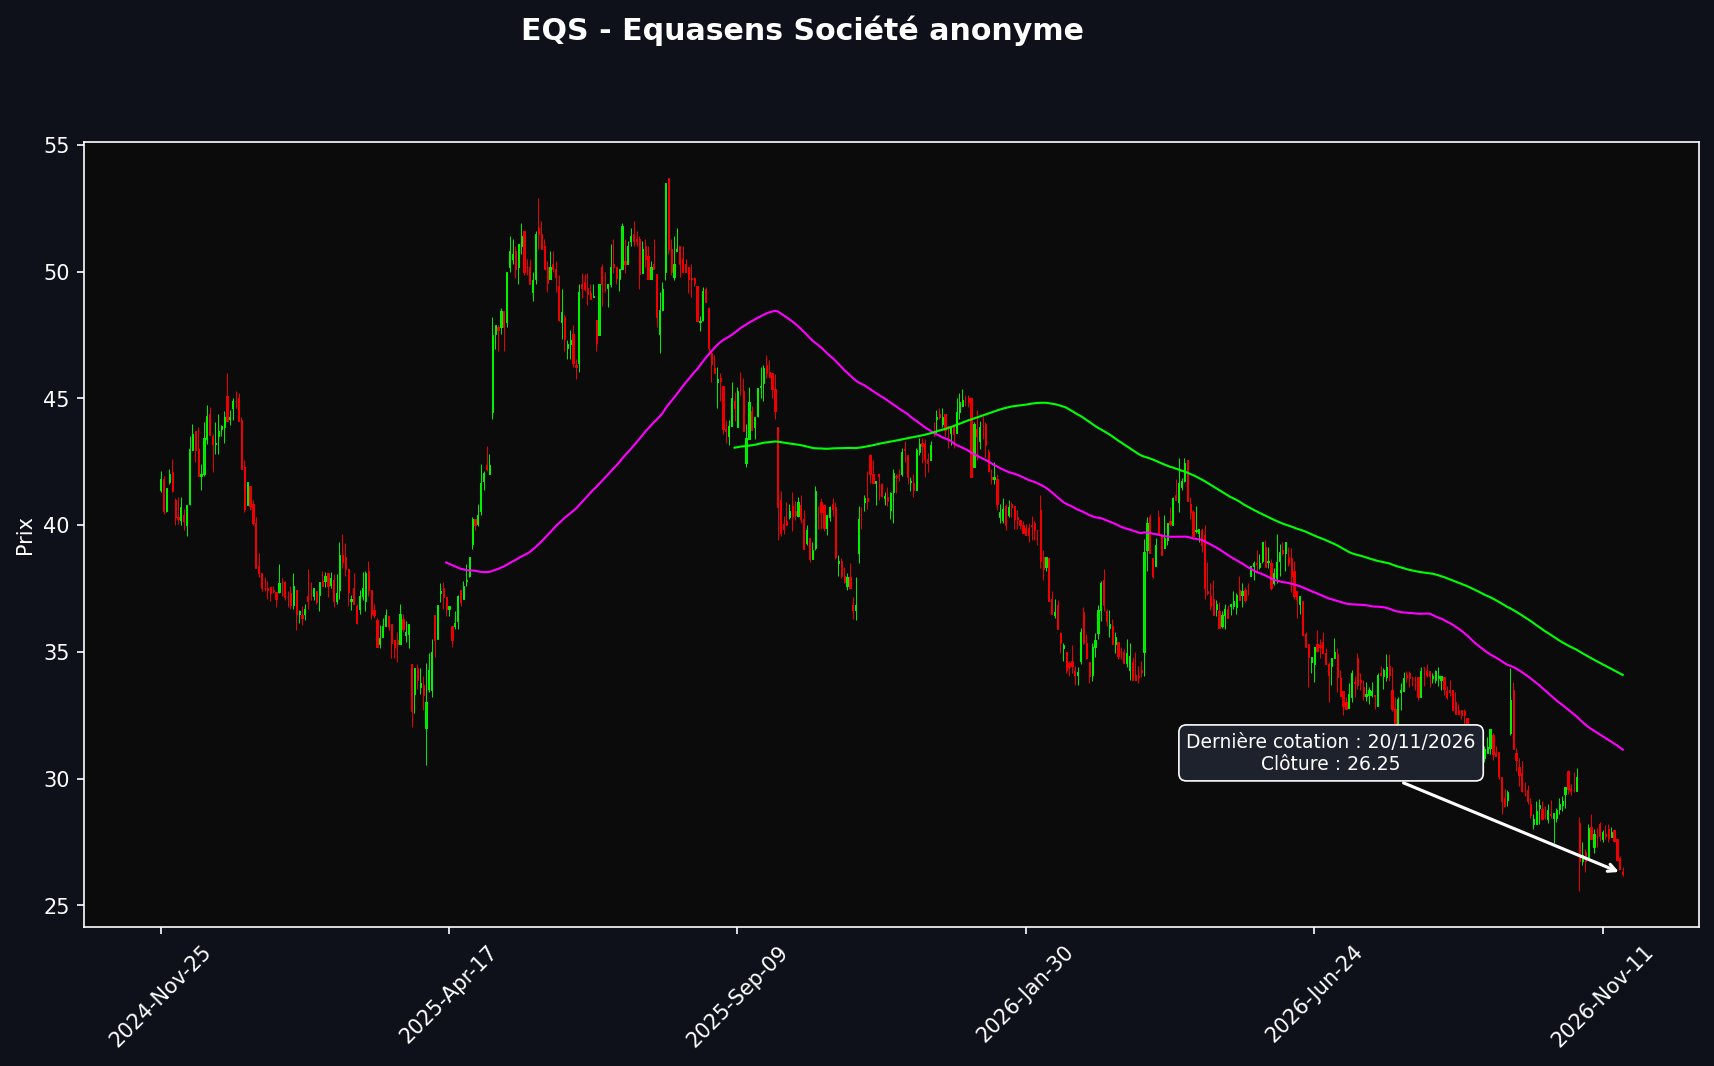 EQS - Equasens Société anonyme
Prix
55
50
45
40
35
30
25
Dernière cotation : 20/11/2026
Clôture : 26.25
2024-Nov-25
2025-Apr-17
2025-Sep-09
2026-Jan-30
2026-Jun-24
2026-Nov-11